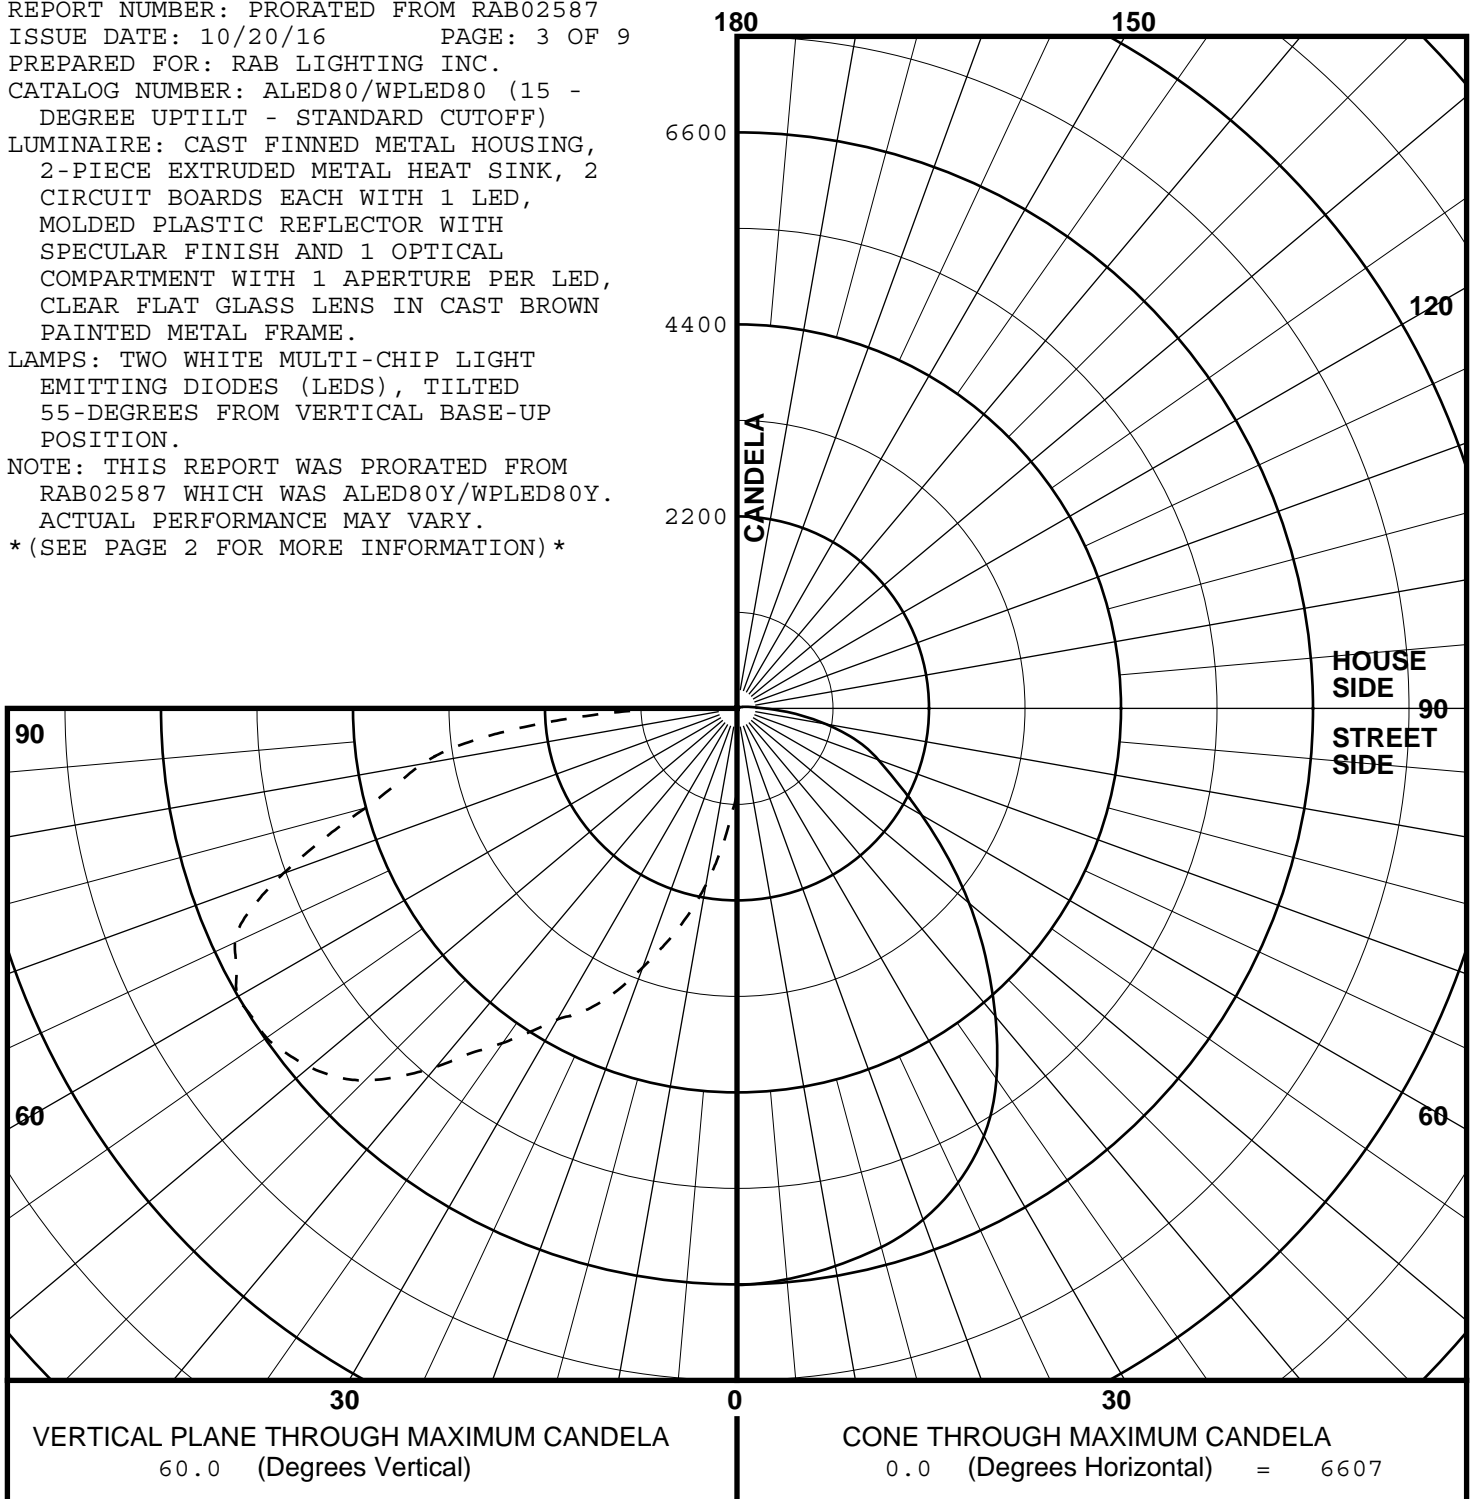 REPORT NUMBER: PRORATED FROM RAB02587
ISSUE DATE: 10/20/16 PAGE: 3 OF 9
PREPARED FOR: RAB LIGHTING INC.
CATALOG NUMBER: ALED80/WPLED80 (15 -
DEGREE UPTILT - STANDARD CUTOFF)
LUMINAIRE: CAST FINNED METAL HOUSING,
2-PIECE EXTRUDED METAL HEAT SINK, 2
CIRCUIT BOARDS EACH WITH 1 LED,
MOLDED PLASTIC REFLECTOR WITH
SPECULAR FINISH AND 1 OPTICAL
COMPARTMENT WITH 1 APERTURE PER LED,
CLEAR FLAT GLASS LENS IN CAST BROWN
PAINTED METAL FRAME.
LAMPS: TWO WHITE MULTI-CHIP LIGHT
EMITTING DIODES (LEDS), TILTED
55-DEGREES FROM VERTICAL BASE-UP
POSITION.
NOTE: THIS REPORT WAS PRORATED FROM
RAB02587 WHICH WAS ALED80Y/WPLED80Y.
ACTUAL PERFORMANCE MAY VARY.
*(SEE PAGE 2 FOR MORE INFORMATION)*
180
150
6600
120
4400
CANDELA
2200
HOUSE
SIDE
90
90
STREET
SIDE
60
60
30
0
30
VERTICAL PLANE THROUGH MAXIMUM CANDELA
60.0 (Degrees Vertical)
CONE THROUGH MAXIMUM CANDELA
0.0 (Degrees Horizontal) = 6607